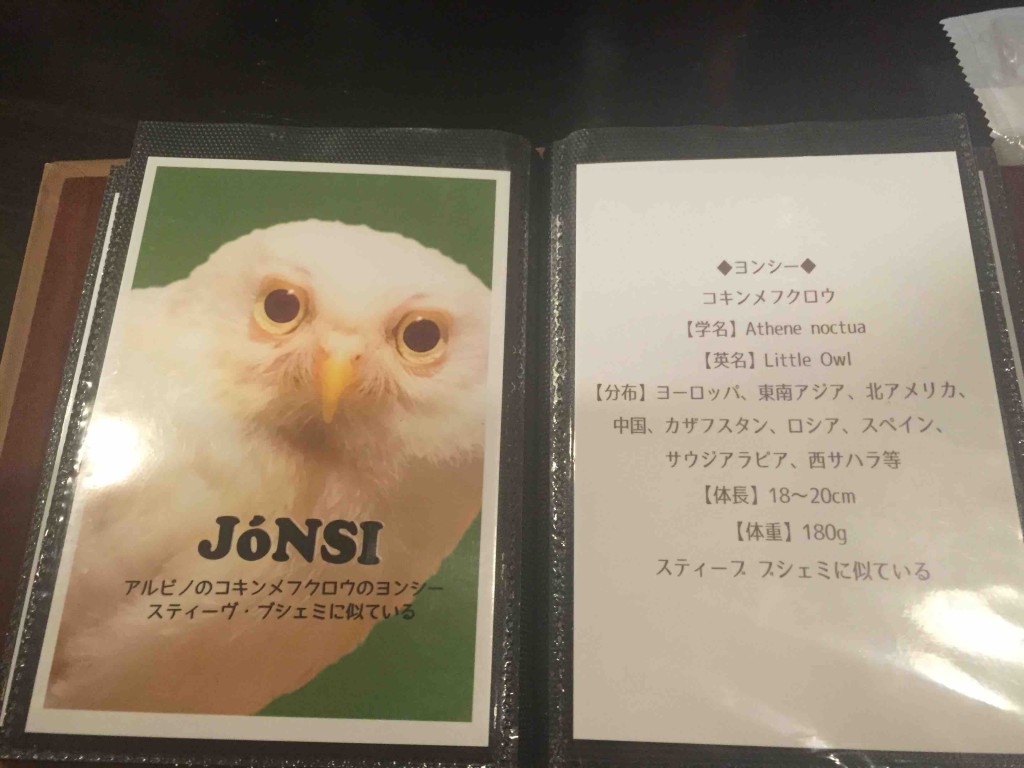 JóNSI
アルビノのコキンメフクロウのヨンシー
スティーヴ・ブシェミに似ている
◆ヨンシー◆
コキンメフクロウ
【学名】Athene noctua
【英名】Little Owl
【分布】ヨーロッパ、東南アジア、北アメリカ、
中国、カザフスタン、ロシア、スペイン、
サウジアラビア、西サハラ等
【体長】18～20cm
【体重】180g
スティーブ ブシェミに似ている